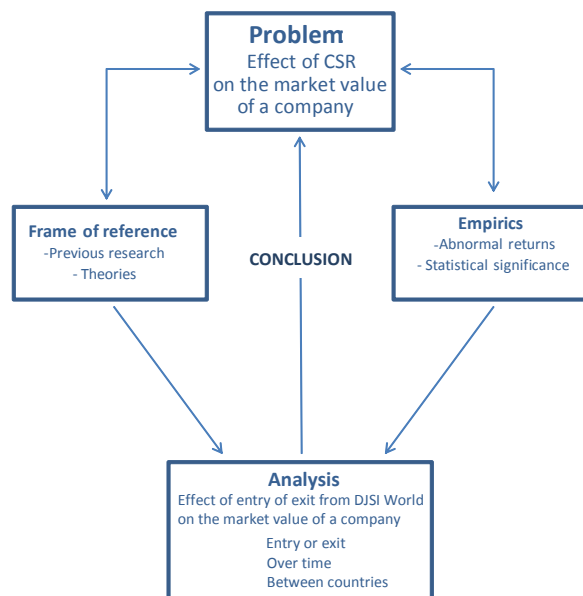 Problem:
Effect of CSR
on the market value
of a company
Frame of reference
-Previous research
- Theories
CONCLUSION
Empirics
-Abnormal returns
- Statistical significance
Analysis
Effect of entry of exit from DJSI World
on the market value of a company
Entry or exit
Over time
Between countries